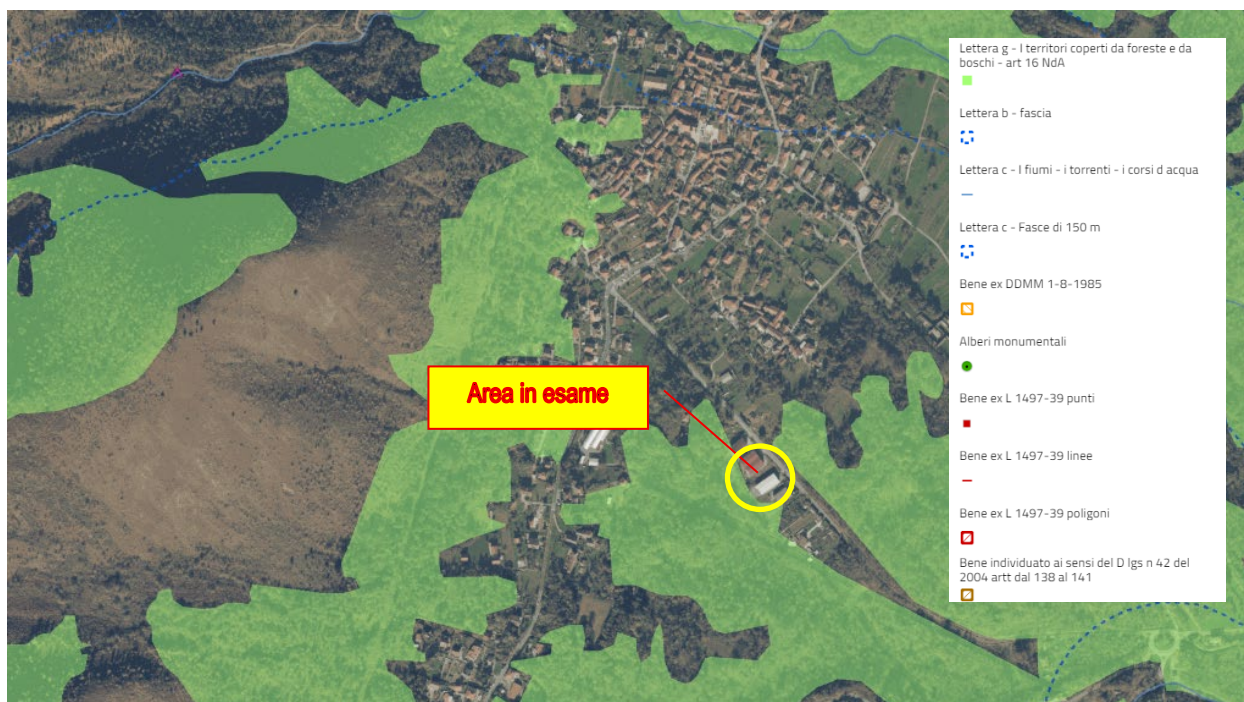 Lettera g - I territori coperti da foreste e da
boschi - art 16 NdA
Lettera b - fascia
Lettera c - I fiumi - i torrenti - i corsi d acqua
Lettera c - Fasce di 150 m
Bene ex DDMM 1-8-1985
Alberi monumentali
Bene ex L 1497-39 punti
Bene ex L 1497-39 linee
Bene ex L 1497-39 poligoni
Bene individuato ai sensi del D lgs n 42 del
2004 artt dal 138 al 141
Area in esame